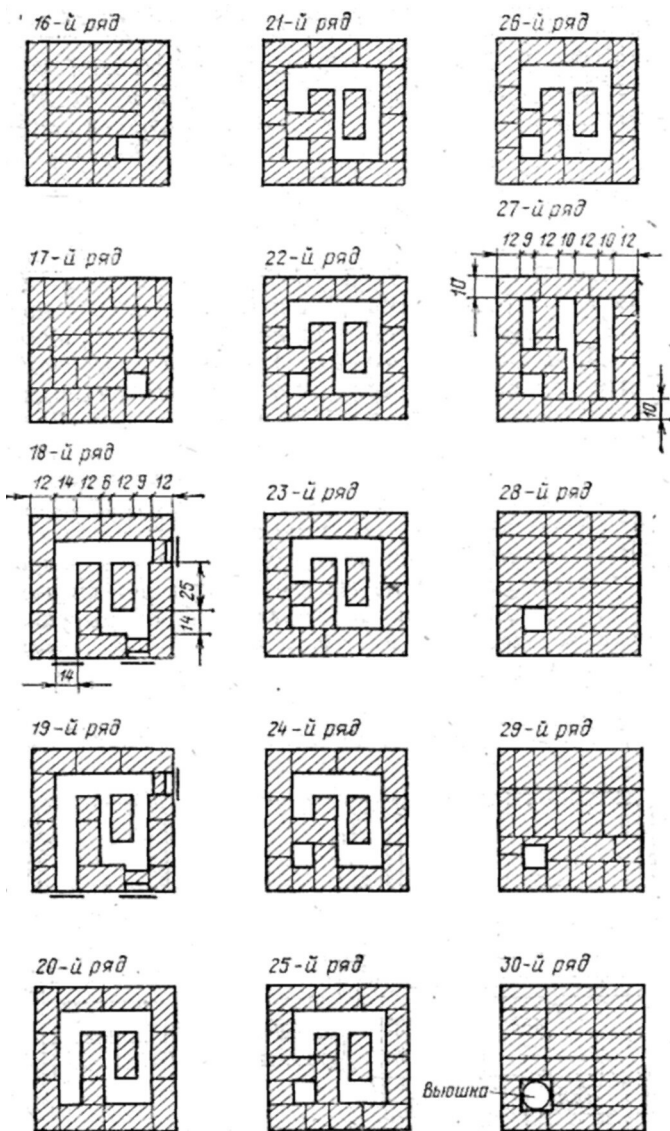 16-й ряд
21-й ряд
26-й ряд
17-й ряд
22-й ряд
27-й ряд
12 9 12 10 12 10 12
10
10
18-й ряд
12 14 12 6 12 9 12
25
14
14
23-й ряд
28-й ряд
19-й ряд
24-й ряд
29-й ряд
20-й ряд
25-й ряд
30-й ряд
Вьюшка